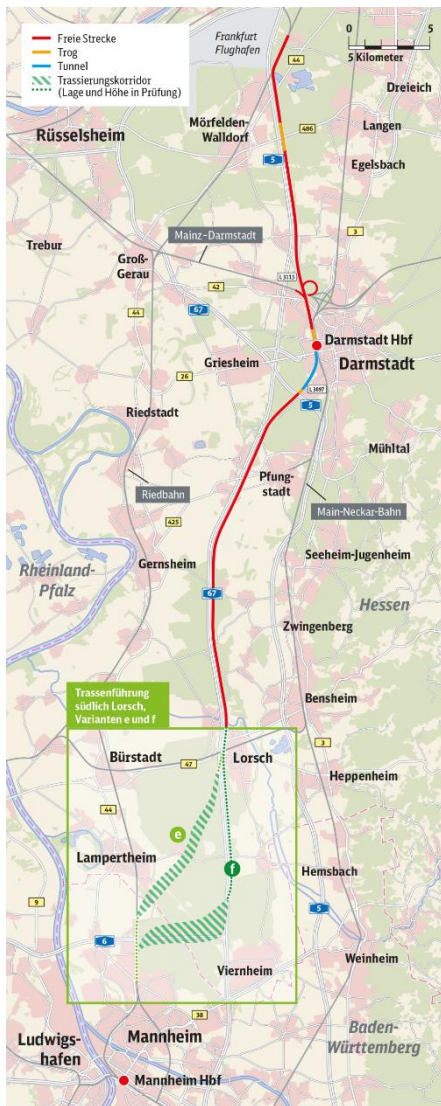 Freie Strecke
Trog
Tunnel
Trassierungskorridor
(Lage und Höhe in Prüfung)
Frankfurt
Flughafen
0 5
5 Kilometer
44
Dreieich
Mörfelden-
Walldorf
486
Langen
Rüsselsheim
5
Egelsbach
3
Trebur
Mainz-Darmstadt
Groß-
Gerau
L 3113
42
67
44
Darmstadt Hbf
Griesheim
Darmstadt
26
L 3097
5
Riedstadt
Mühltal
Pfung-
stadt
Riedbahn
Main-Neckar-Bahn
425
Seeheim-Jugenheim
Gernsheim
Rheinland-
Pfalz
67
Hessen
Zwingenberg
Trassenführung
südlich Lorsch,
Varianten e und f
Bensheim
3
Bürstadt
47
Lorsch
Heppenheim
44
e
Lampertheim
f
Hemsbach
9
5
6
Viernheim
Weinheim
38
Ludwigs-
hafen
Mannheim
Baden-
Württemberg
Mannheim Hbf